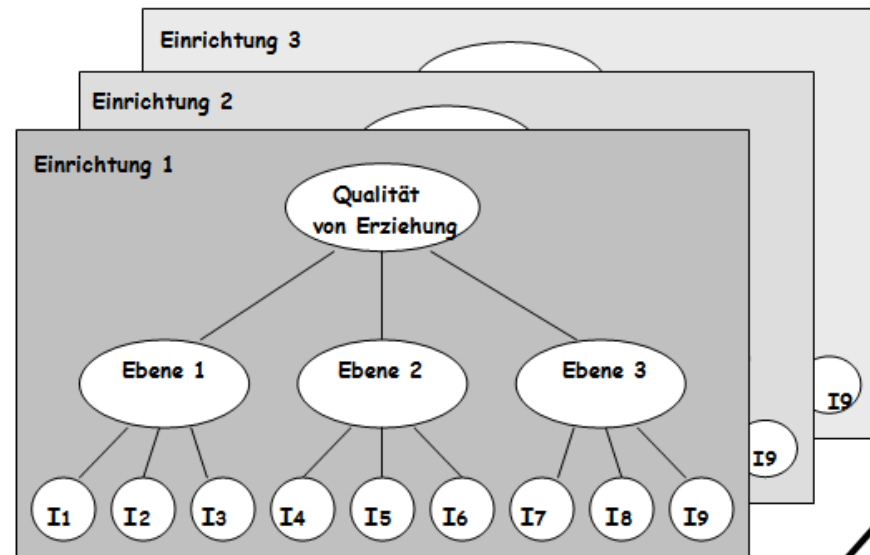 Einrichtung 3
Einrichtung 2
Einrichtung 1
Qualität
von Erziehung
Ebene 1 Ebene 2 Ebene 3
I9
I9
I1 I2 I3 I4 I5 I6 I7 I8 I9